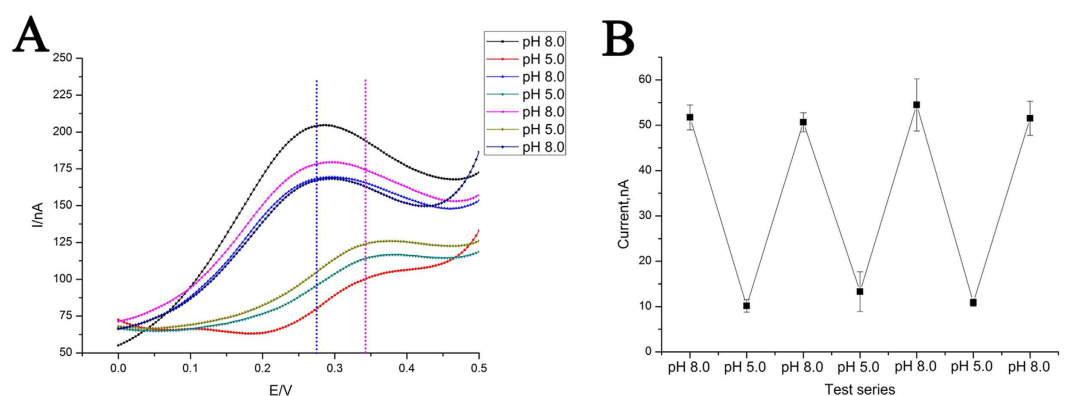 A
B
pH 8.0
pH 5.0
pH 8.0
pH 5.0
pH 8.0
pH 5.0
pH 8.0
250
225
200
175
150
125
100
75
50
I/nA
0.0 0.1 0.2 0.3 0.4 0.5
E/V
60
50
40
30
20
10
0
Current,nA
pH 8.0 pH 5.0 pH 8.0 pH 5.0 pH 8.0 pH 5.0 pH 8.0
Test series